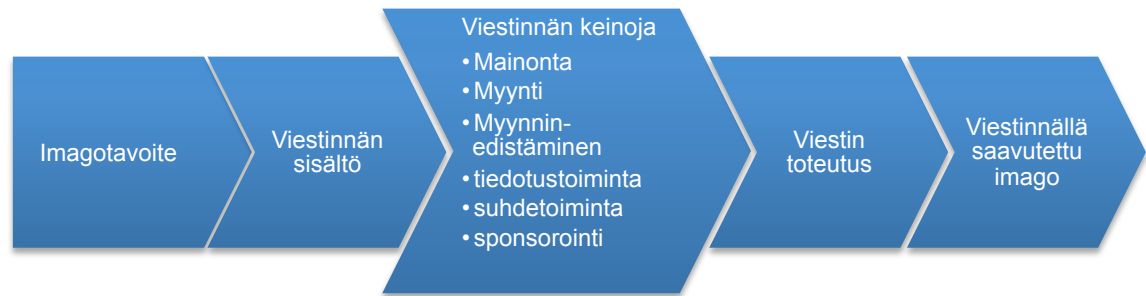 Imagotavoite
Viestinnän
sisältö
Viestinnän keinoja
• Mainonta
• Myynti
• Myynnin-
edistäminen
• tiedotustoiminta
• suhdetoiminta
• sponsorointi
Viestin
toteutus
Viestinnällä
saavutettu
imago